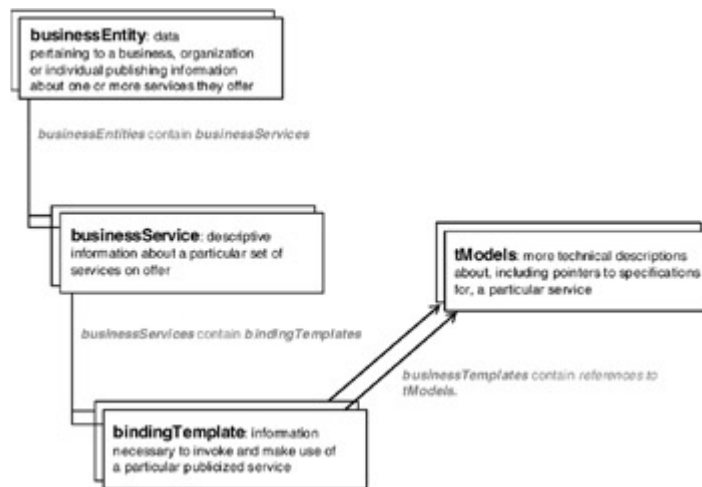 businessEntity: data
pertaining to a business, organization
or individual publishing information
about one or more services they offer
businessEntities contain businessServices
businessService: descriptive
information about a particular set of
services on offer
tModels: more technical descriptions
about, including pointers to specifications
for, a particular service
businessServices contain bindingTemplates
businessTemplates contain references to
tModels.
bindingTemplate: information
necessary to invoke and make use of
a particular publicized service